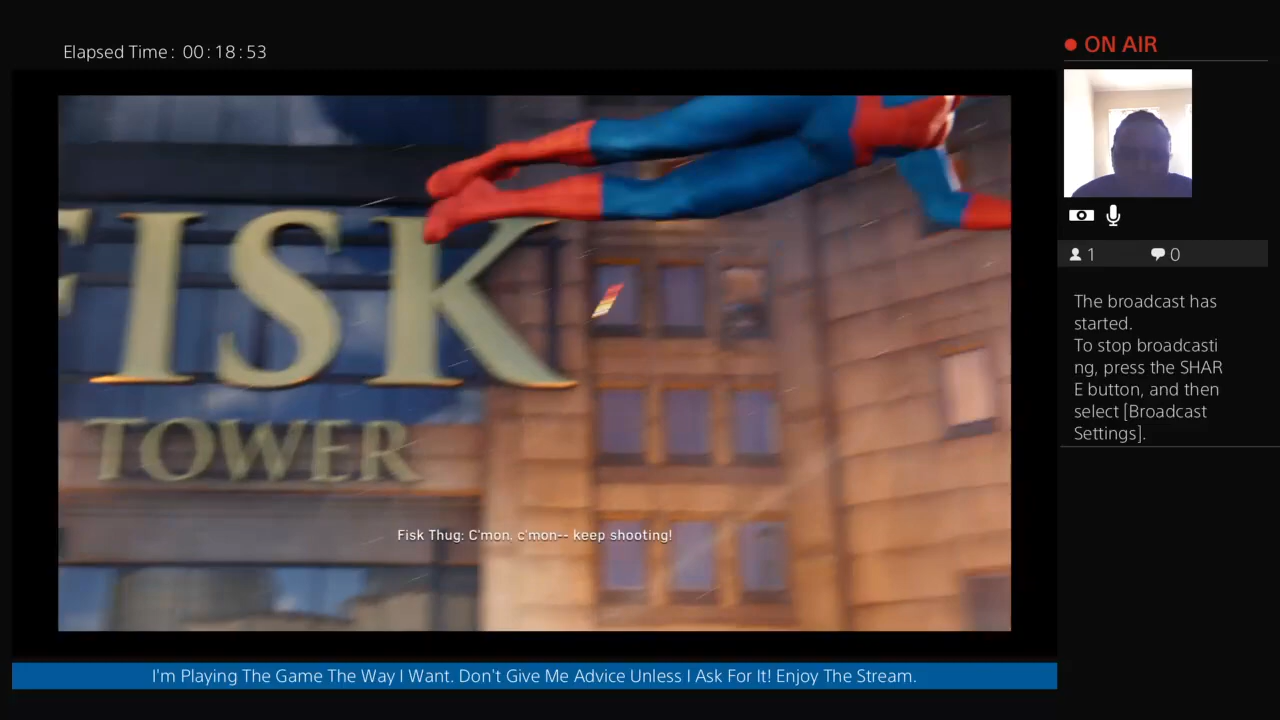 Elapsed Time: 00:18:53
ON AIR
1
0
The broadcast has
started.
To stop broadcasti
ng, press the SHAR
E button, and then
select [Broadcast
Settings].
FISK
TOWER
Fisk Thug: C'mon, c'mon-- keep shooting!
I'm Playing The Game The Way I Want. Don't Give Me Advice Unless I Ask For It! Enjoy The Stream.